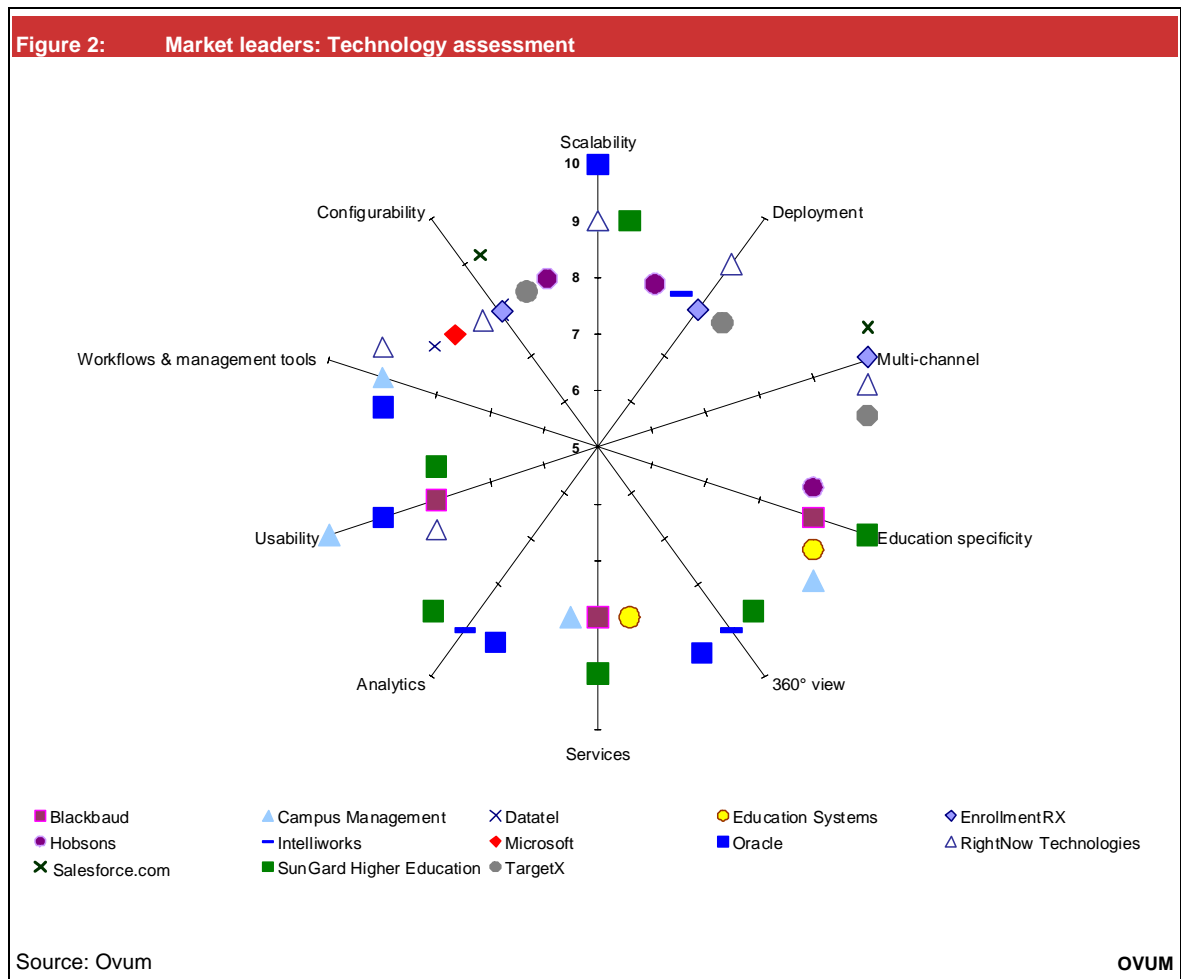 Figure 2: Market leaders: Technology assessment
Scalability
10
Configurability
Deployment
9
8
7
Workflows & management tools
Multi-channel
6
5
Usability
Education specificity
Analytics
360° view
Services
Blackbaud Campus Management Datatel Education Systems EnrollmentRX
Hobsons Intelliworks Microsoft Oracle RightNow Technologies
Salesforce.com SunGard Higher Education TargetX
Source: Ovum OVUM